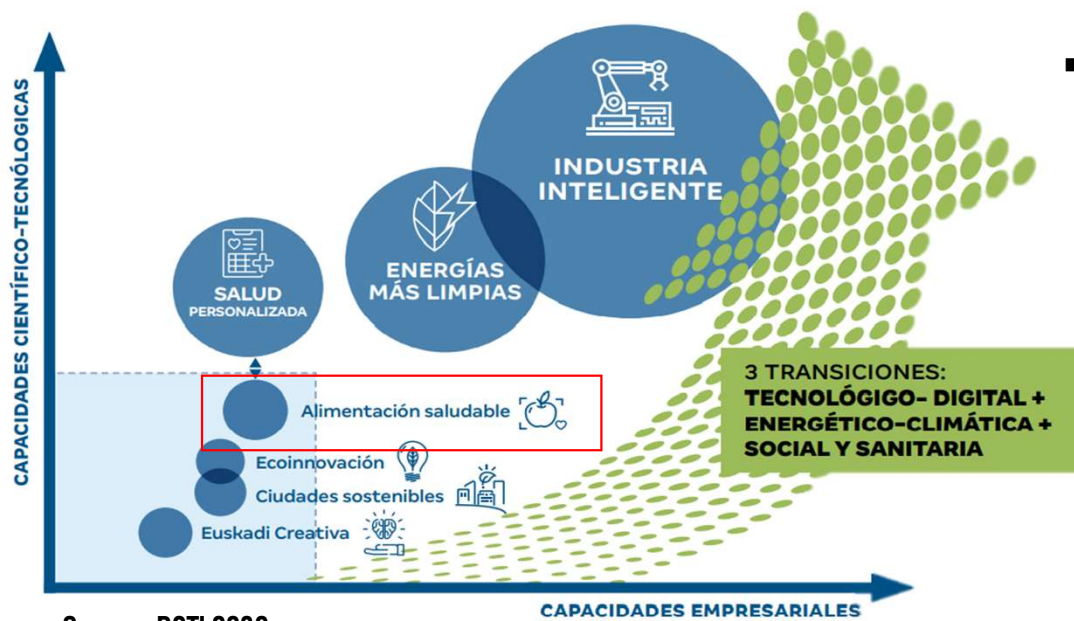 CAPACIDADES CIENTÍFICO-TECNÓLOGICAS
INDUSTRIA
INTELIGENTE
ENERGÍAS
MÁS LIMPIAS
SALUD
PERSONALIZADA
Alimentación saludable
Ecoinnovación
Ciudades sostenibles
Euskadi Creativa
3 TRANSICIONES:
TECNOLÓGIGO- DIGITAL +
ENERGÉTICO-CLIMÁTICA +
SOCIAL Y SANITARIA
CAPACIDADES EMPRESARIALES